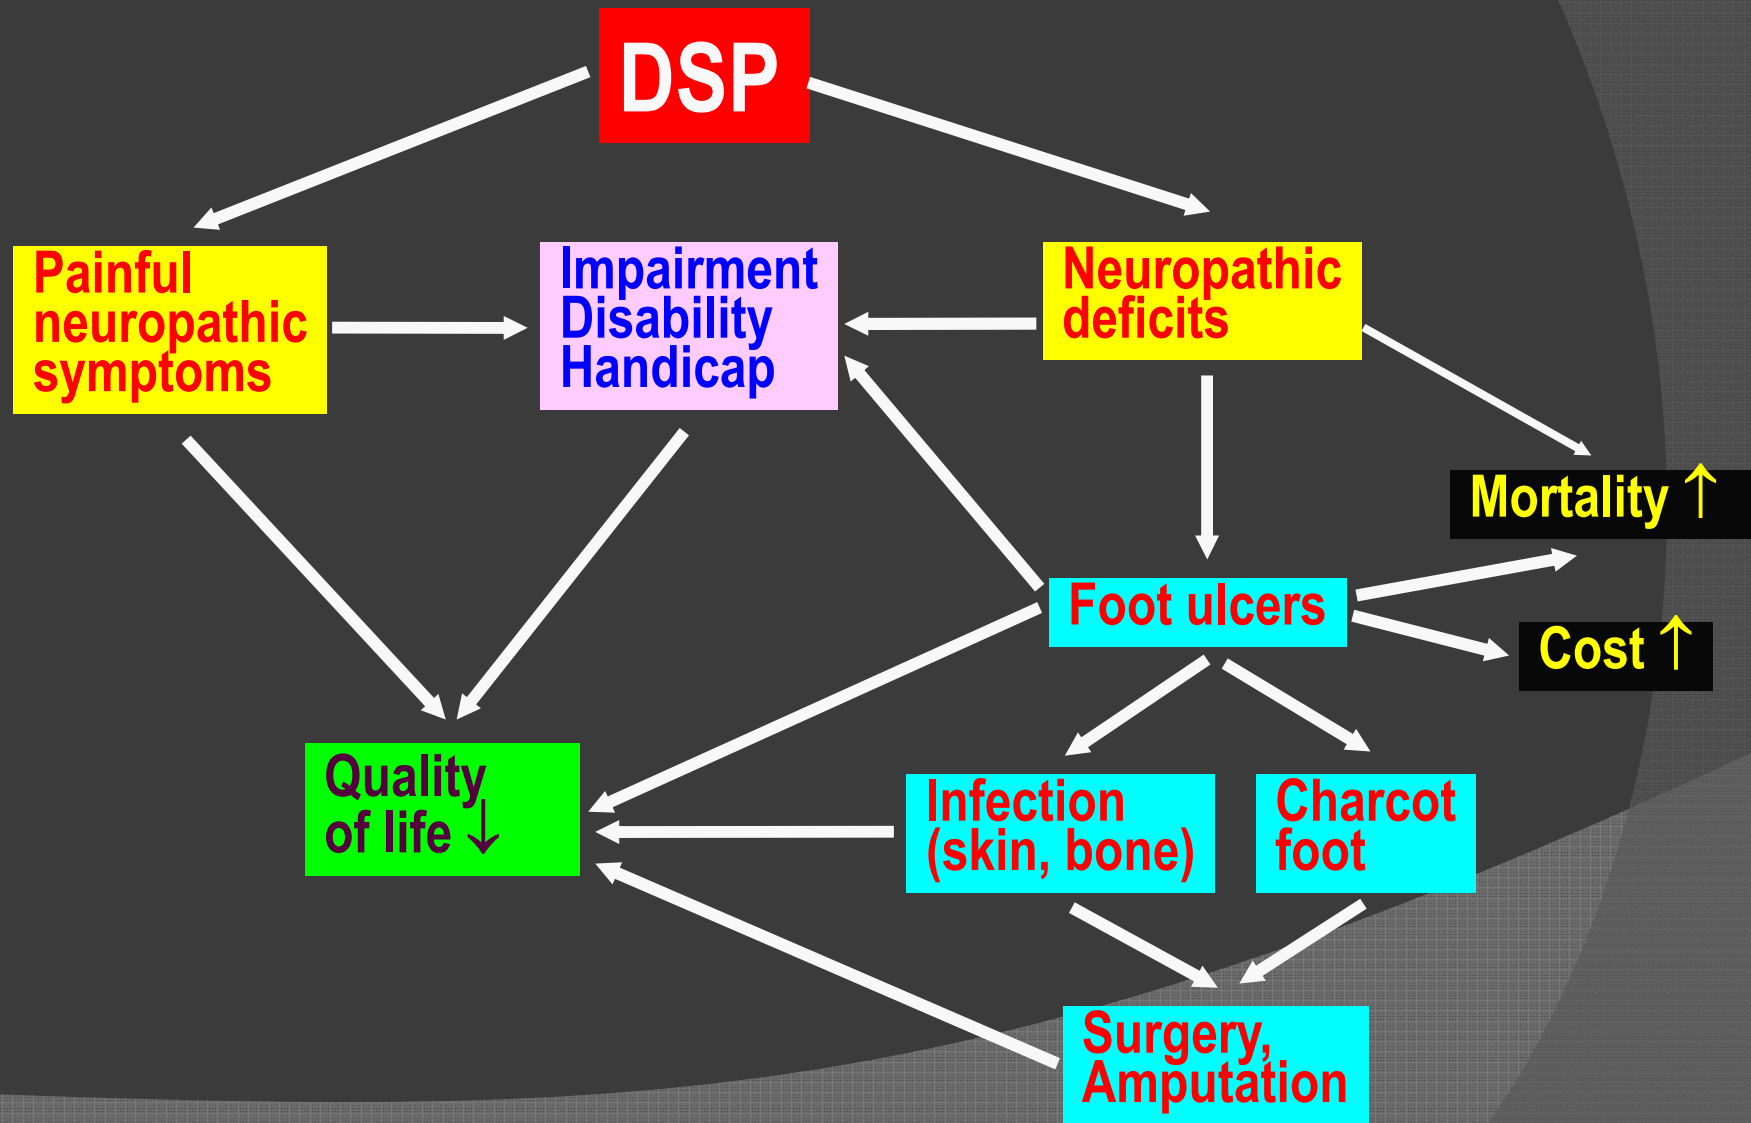 DSP
Painful
neuropathic
symptoms
Impairment
Disability
Handicap
Neuropathic
deficits
Mortality ↑
Foot ulcers
Cost ↑
Quality
of life ↓
Infection
(skin, bone)
Charcot
foot
Surgery,
Amputation